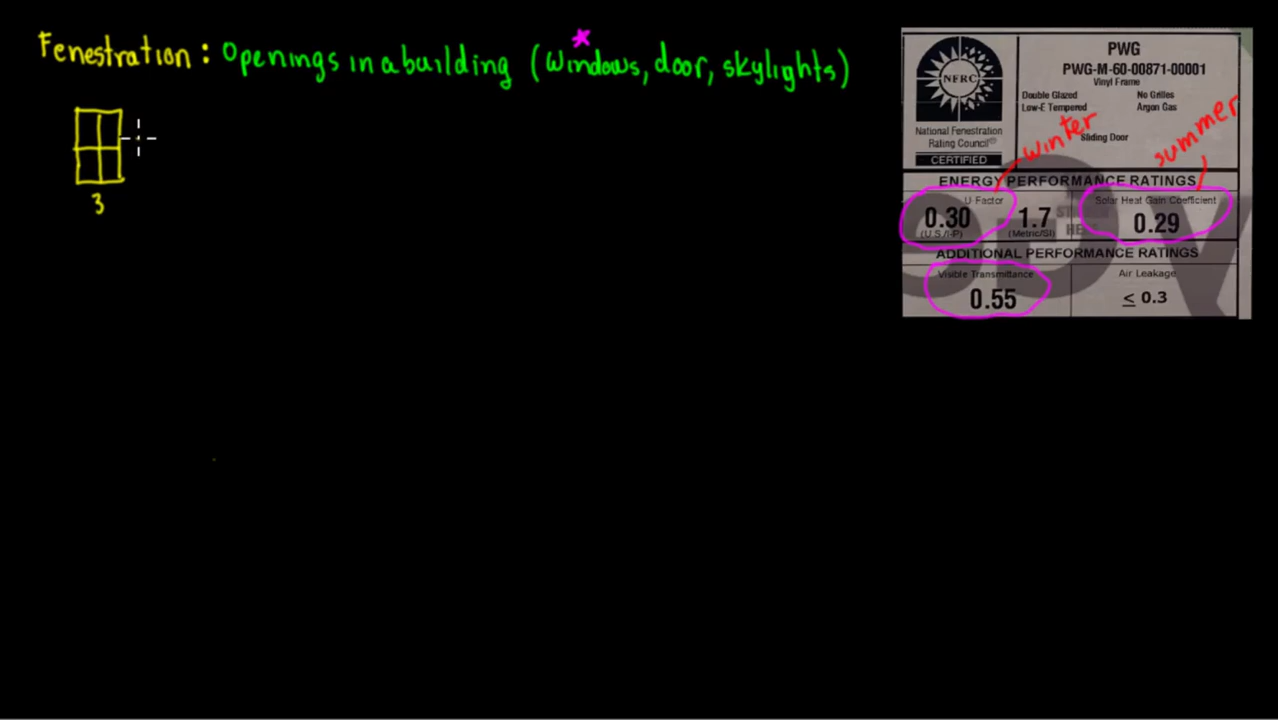 Fenestration: Openings in a building (windows, door, skylights)
3
NFRC
National Fenestration
Rating Council®
CERTIFIED
PWG
PWG-M-60-00871-00001
Vinyl Frame
Double Glazed No Grilles
Low-E Tempered Argon Gas
Sliding Door
winter
summer
ENERGY PERFORMANCE RATINGS
U-Factor Solar Heat Gain Coefficient
0.30 1.7 0.29
(U.S./I-P) (Metric/SI)
ADDITIONAL PERFORMANCE RATINGS
Visible Transmittance Air Leakage
0.55 ≤ 0.3